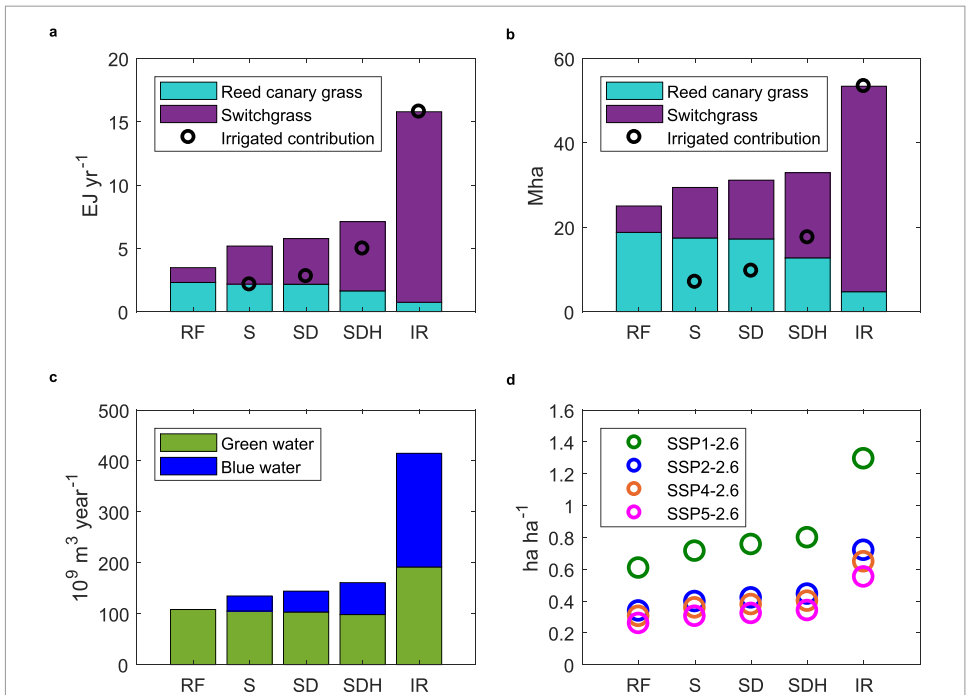 a
20
15
10
5
0
EJ yr-1
Reed canary grass
Switchgrass
Irrigated contribution
RF S SD SDH IR
b
60
40
20
0
Mha
Reed canary grass
Switchgrass
Irrigated contribution
RF S SD SDH IR
c
500
400
300
200
100
0
10^9 m^3 year-1
Green water
Blue water
RF S SD SDH IR
d
1.6
1.4
1.2
1
0.8
0.6
0.4
0.2
0
ha ha-1
SSP1-2.6
SSP2-2.6
SSP4-2.6
SSP5-2.6
RF S SD SDH IR